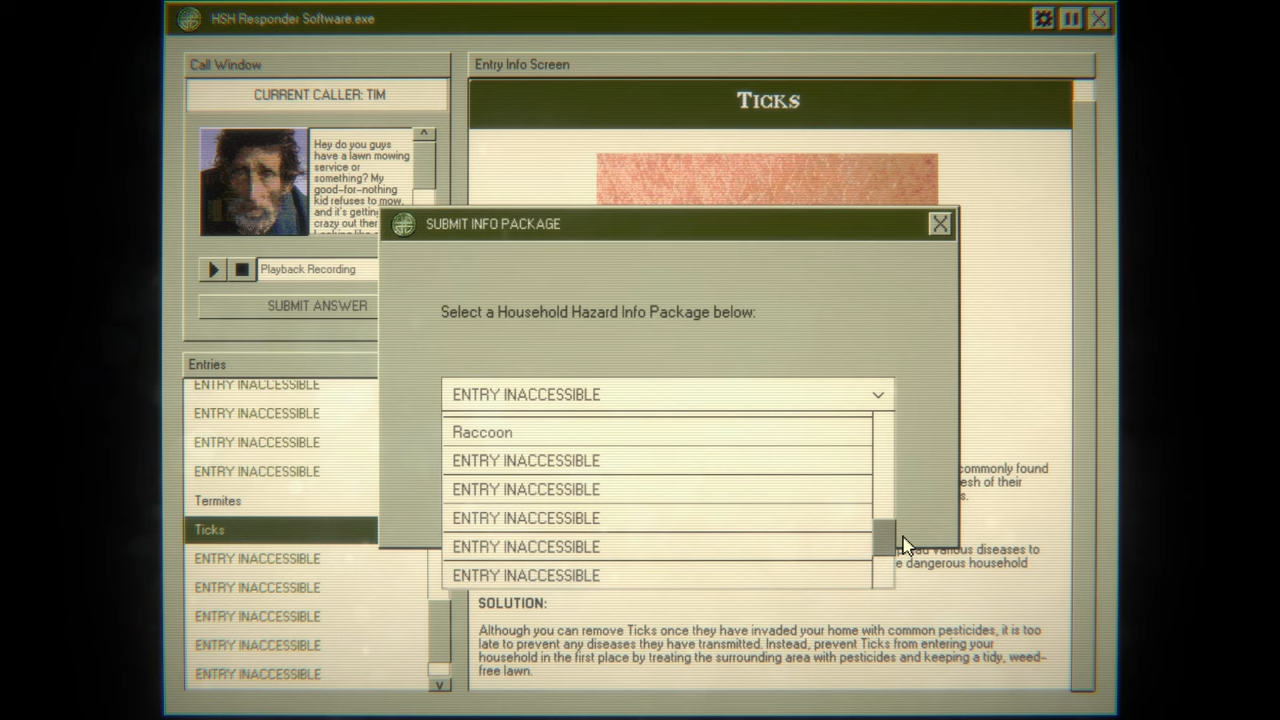 HSH Responder Software.exe
Call Window
CURRENT CALLER: TIM
Hey do you guys
have a lawn mowing
service or
something? My
good-for-nothing
kid refuses to mow,
and it's getting
crazy out ther
Playback Recording
SUBMIT ANSWER
Entries
ENTRY INACCESSIBLE
ENTRY INACCESSIBLE
ENTRY INACCESSIBLE
ENTRY INACCESSIBLE
Termites
Ticks
ENTRY INACCESSIBLE
ENTRY INACCESSIBLE
ENTRY INACCESSIBLE
ENTRY INACCESSIBLE
ENTRY INACCESSIBLE
Entry Info Screen
TICKS
SUBMIT INFO PACKAGE
Select a Household Hazard Info Package below:
ENTRY INACCESSIBLE
Raccoon
ENTRY INACCESSIBLE
ENTRY INACCESSIBLE
ENTRY INACCESSIBLE
ENTRY INACCESSIBLE
ENTRY INACCESSIBLE
commonly found
esh of their
s.
various diseases to
e dangerous household
SOLUTION:
Although you can remove Ticks once they have invaded your home with common pesticides, it is too
late to prevent any diseases they have transmitted. Instead, prevent Ticks from entering your
household in the first place by treating the surrounding area with pesticides and keeping a tidy, weed-
free lawn.